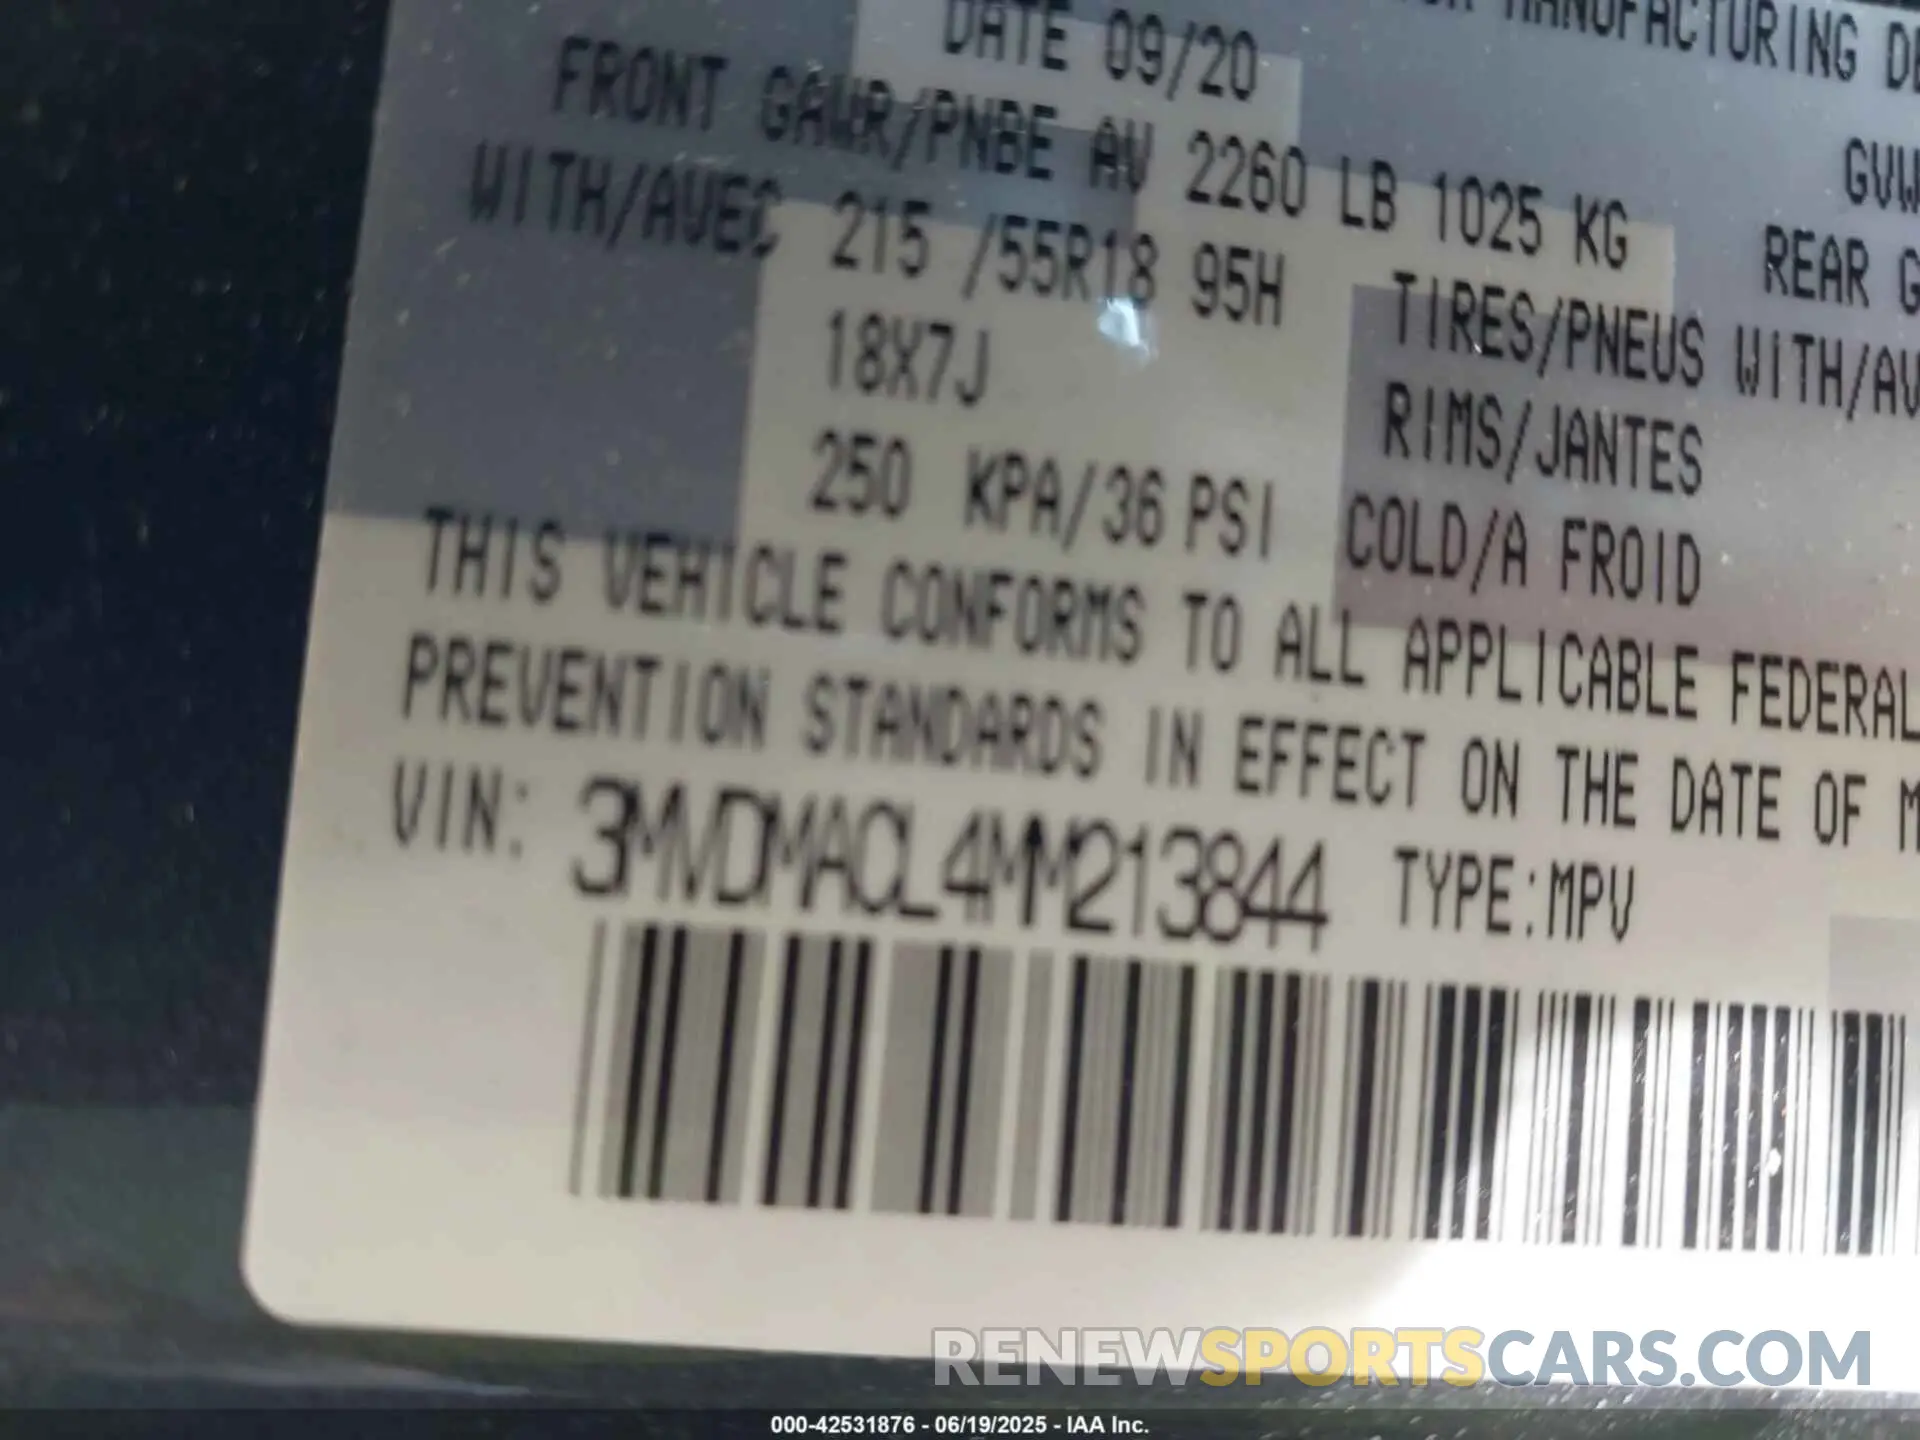 MANUFACTURING DE
DATE 09/20
GVW
FRONT GAWR/PNBE AV 2260 LB 1025 KG
REAR G
WITH/AVEC 215 /55R18 95H
TIRES/PNEUS WITH/AV
18X7J
RIMS/JANTES
250 KPA/36 PSI
COLD/A FROID
THIS VEHICLE CONFORMS TO ALL APPLICABLE FEDERAL
PREVENTION STANDARDS IN EFFECT ON THE DATE OF M
VIN: 3MVDMACL4MM213844 TYPE:MPV
RENEWSPORTSCARS.COM
000-42531876 - 06/19/2025 - IAA Inc.